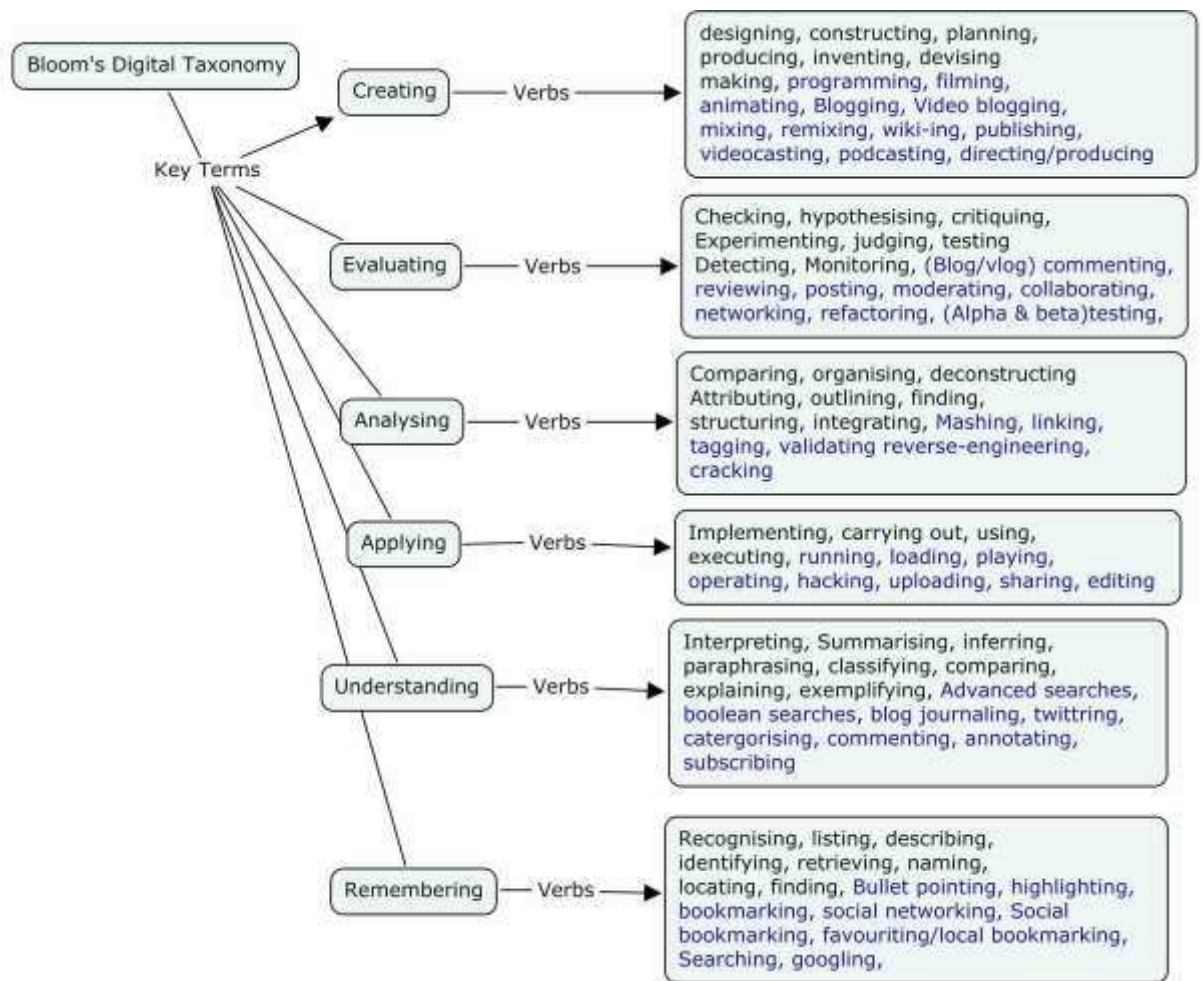 Bloom's Digital Taxonomy
Key Terms
Creating
Verbs
designing, constructing, planning,
producing, inventing, devising
making, programming, filming,
animating, Blogging, Video blogging,
mixing, remixing, wiki-ing, publishing,
videocasting, podcasting, directing/producing
Evaluating
Verbs
Checking, hypothesising, critiquing,
Experimenting, judging, testing
Detecting, Monitoring, (Blog/vlog) commenting,
reviewing, posting, moderating, collaborating,
networking, refactoring, (Alpha & beta)testing,
Analysing
Verbs
Comparing, organising, deconstructing
Attributing, outlining, finding,
structuring, integrating, Mashing, linking,
tagging, validating reverse-engineering,
cracking
Applying
Verbs
Implementing, carrying out, using,
executing, running, loading, playing,
operating, hacking, uploading, sharing, editing
Understanding
Verbs
Interpreting, Summarising, inferring,
paraphrasing, classifying, comparing,
explaining, exemplifying, Advanced searches,
boolean searches, blog journaling, twittring,
catergorising, commenting, annotating,
subscribing
Remembering
Verbs
Recognising, listing, describing,
identifying, retrieving, naming,
locating, finding, Bullet pointing, highlighting,
bookmarking, social networking, Social
bookmarking, favouriting/local bookmarking,
Searching, googling,